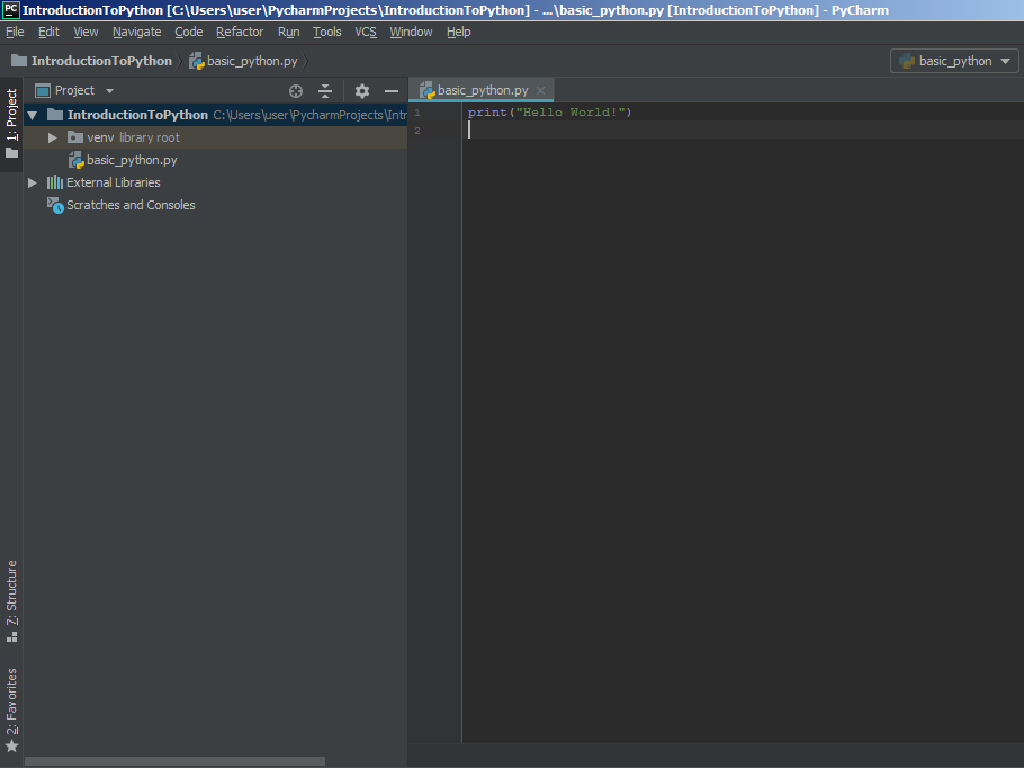 PC IntroductionToPython [C:\Users\user\PycharmProjects\IntroductionToPython] - ...\basic_python.py [IntroductionToPython] - PyCharm
File Edit View Navigate Code Refactor Run Tools VCS Window Help
IntroductionToPython basic_python.py basic_python
1: Project
Project
basic_python.py
IntroductionToPython C:\Users\user\PycharmProjects\Intr
venv library root
basic_python.py
External Libraries
Scratches and Consoles
1 print("Hello World!")
2
7: Structure
2: Favorites